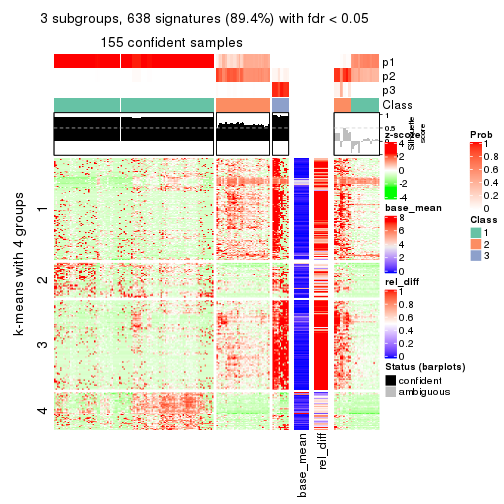 3 subgroups, 638 signatures (89.4%) with fdr < 0.05
155 confident samples
p1
p2
p3
Class
1
0.5
0
Silhouette
score
k-means with 4 groups
1
2
3
4
base_mean
rel_diff
z-score
4
2
0
-2
-4
base_mean
8
6
4
2
0
rel_diff
1
0.8
0.6
0.4
0.2
0
Status (barplots)
confident
ambiguous
Prob
1
0.8
0.6
0.4
0.2
0
Class
1
2
3